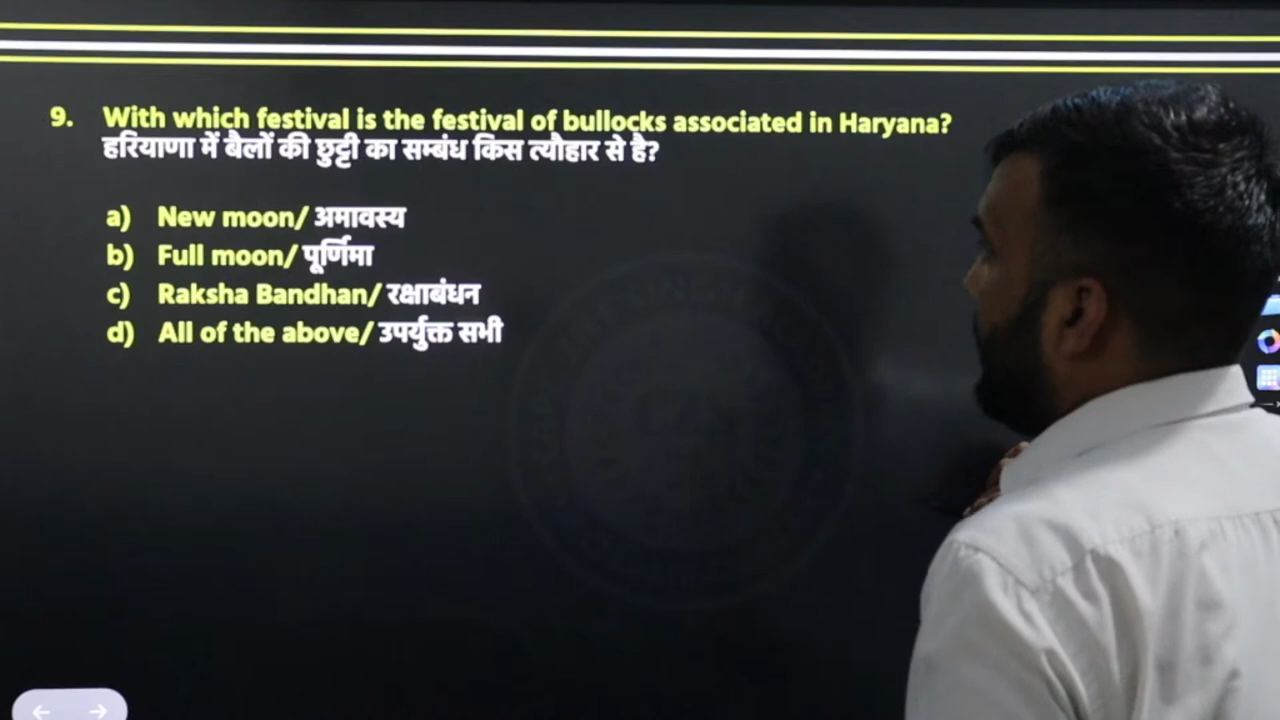 9. With which festival is the festival of bullocks associated in Haryana?
हरियाणा में बैलों की छुट्टी का सम्बंध किस त्यौहार से है?
a) New moon/ अमावस्य
b) Full moon/ पूर्णिमा
c) Raksha Bandhan/ रक्षाबंधन
d) All of the above/ उपर्युक्त सभी